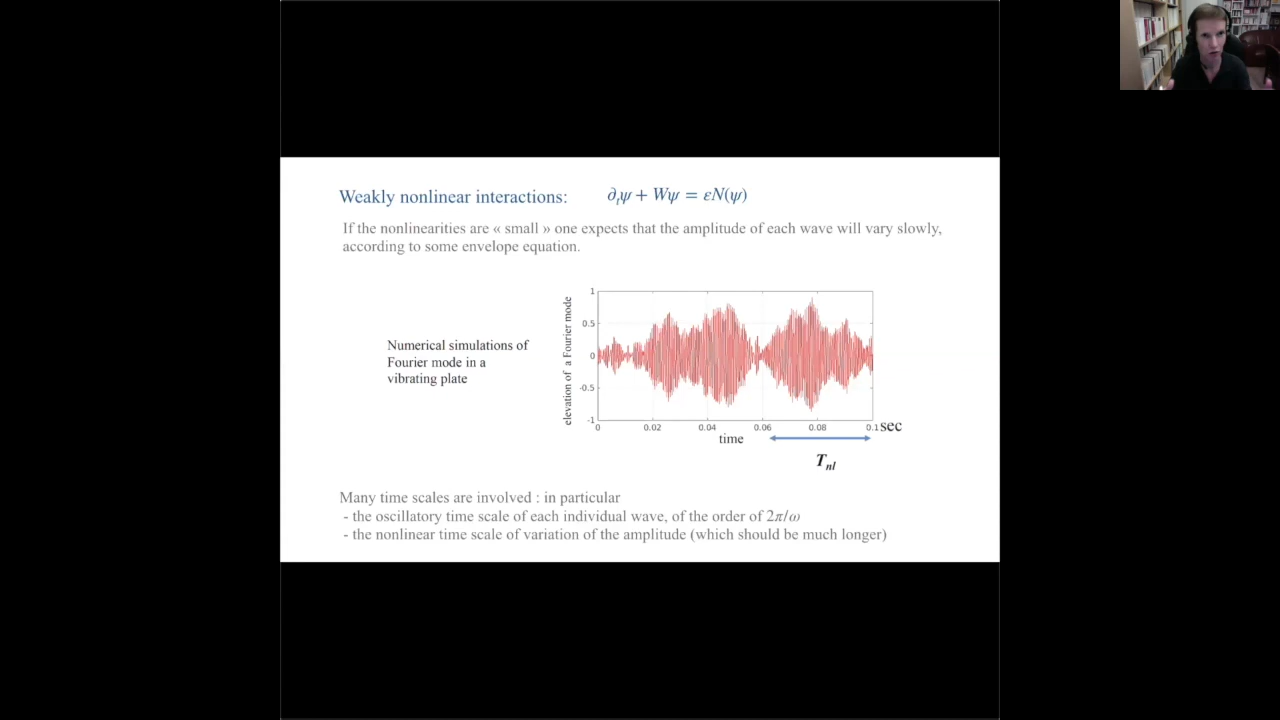 Weakly nonlinear interactions: ∂ₜψ + Wψ = εN(ψ)
If the nonlinearities are « small » one expects that the amplitude of each wave will vary slowly,
according to some envelope equation.
Numerical simulations of
Fourier mode in a
vibrating plate
elevation of a Fourier mode
1
0.5
0
-0.5
-1
0 0.02 0.04 0.06 0.08 0.1 sec
time
Tnl
Many time scales are involved : in particular
- the oscillatory time scale of each individual wave, of the order of 2π/ω
- the nonlinear time scale of variation of the amplitude (which should be much longer)